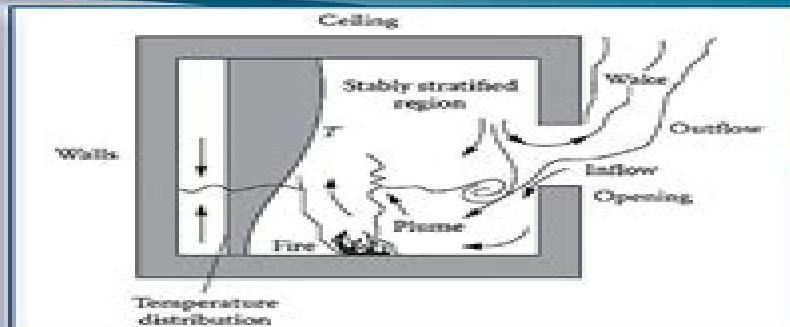 Ceiling
Wake
Stably stratified
region
T
Outflow
Walls
Inflow
Opening
Plume
Fire
Temperature
distribution